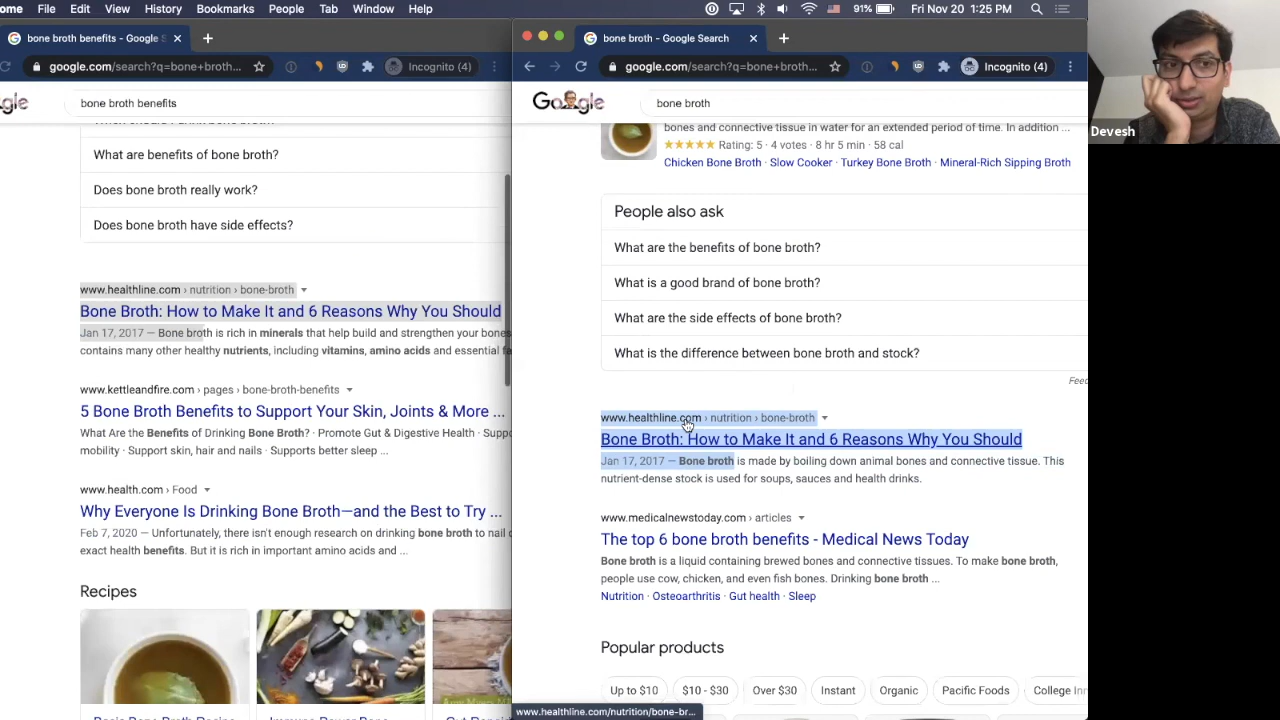 ome File Edit View History Bookmarks People Tab Window Help
91% Fri Nov 20 1:25 PM
bone broth benefits - Google S
google.com/search?q=bone+broth...
Incognito (4)
gle
bone broth benefits
What are benefits of bone broth?
Does bone broth really work?
Does bone broth have side effects?
www.healthline.com › nutrition › bone-broth
Bone Broth: How to Make It and 6 Reasons Why You Should
Jan 17, 2017 — Bone broth is rich in minerals that help build and strengthen your bones
contains many other healthy nutrients, including vitamins, amino acids and essential fa
www.kettleandfire.com › pages › bone-broth-benefits
5 Bone Broth Benefits to Support Your Skin, Joints & More ...
What Are the Benefits of Drinking Bone Broth? · Promote Gut & Digestive Health · Suppo
mobility · Support skin, hair and nails · Supports better sleep ...
www.health.com › Food
Why Everyone Is Drinking Bone Broth—and the Best to Try ...
Feb 7, 2020 — Unfortunately, there isn't enough research on drinking bone broth to nail d
exact health benefits. But it is rich in important amino acids and ...
Recipes
bone broth - Google Search
google.com/search?q=bone+broth...
Incognito (4)
bone broth
bones and connective tissue in water for an extended period of time. In addition ...
Rating: 5 · 4 votes · 8 hr 5 min · 58 cal
Chicken Bone Broth · Slow Cooker · Turkey Bone Broth · Mineral-Rich Sipping Broth
People also ask
What are the benefits of bone broth?
What is a good brand of bone broth?
What are the side effects of bone broth?
What is the difference between bone broth and stock?
Feed
www.healthline.com › nutrition › bone-broth
Bone Broth: How to Make It and 6 Reasons Why You Should
Jan 17, 2017 — Bone broth is made by boiling down animal bones and connective tissue. This
nutrient-dense stock is used for soups, sauces and health drinks.
www.medicalnewstoday.com › articles
The top 6 bone broth benefits - Medical News Today
Bone broth is a liquid containing brewed bones and connective tissues. To make bone broth,
people use cow, chicken, and even fish bones. Drinking bone broth ...
Nutrition · Osteoarthritis · Gut health · Sleep
Popular products
Up to $10 $10 - $30 Over $30 Instant Organic Pacific Foods College Inn
www.healthline.com/nutrition/bone-br...
Devesh